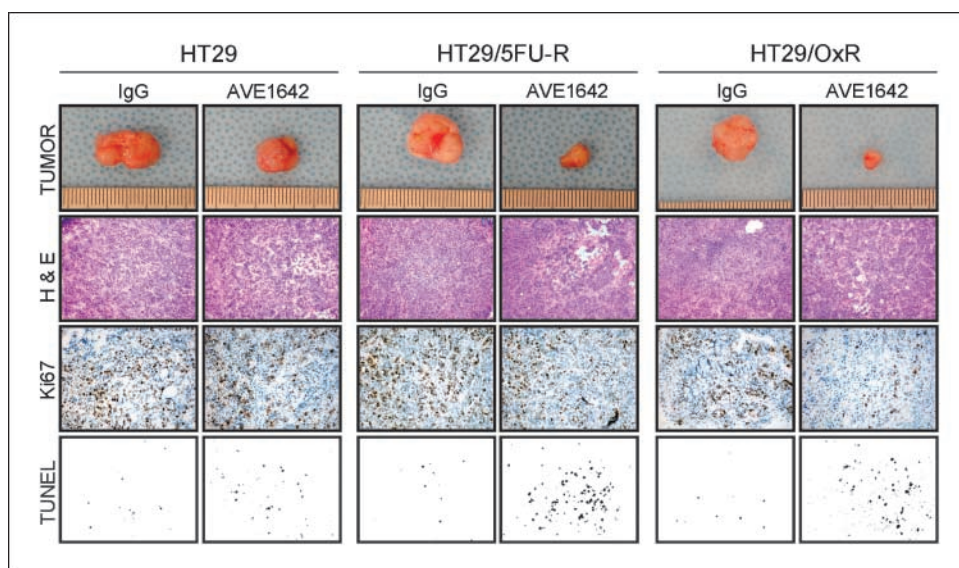 HT29 HT29/5FU-R HT29/OxR
IgG AVE1642 IgG AVE1642 IgG AVE1642
TUMOR
H & E
Ki67
TUNEL